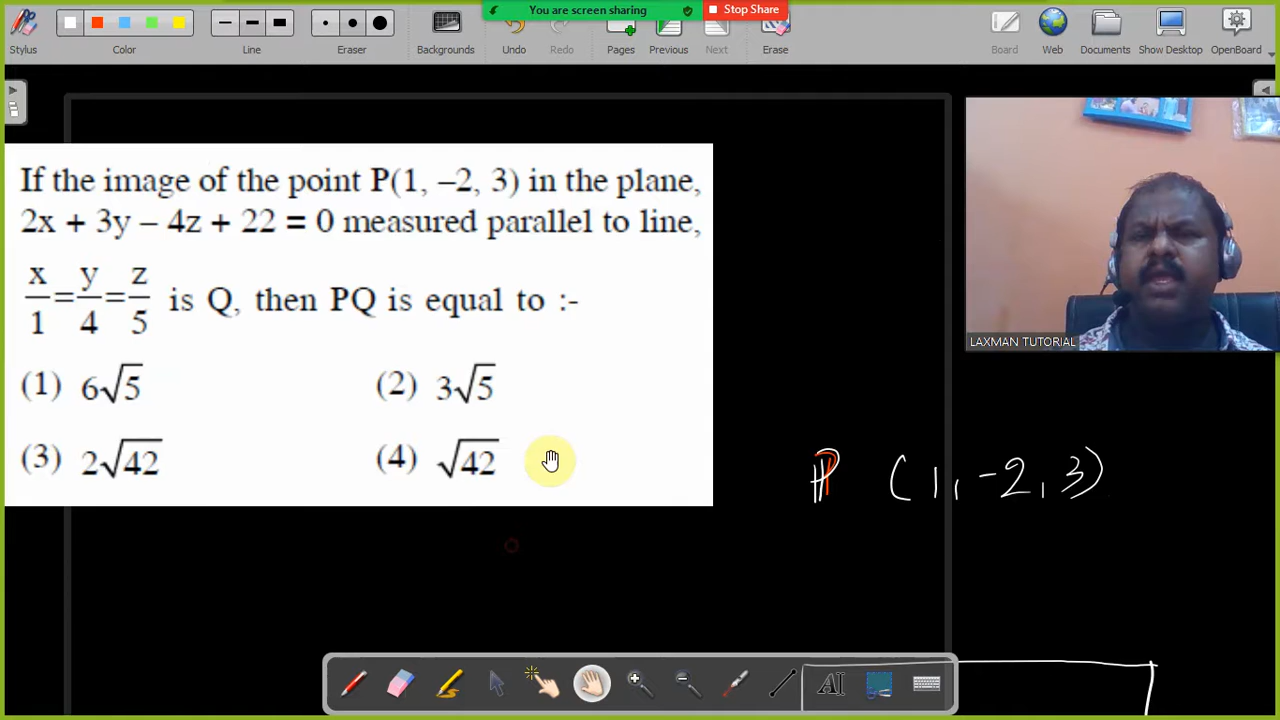 You are screen sharing
Stop Share
Stylus
Color
Line
Eraser
Backgrounds
Undo
Redo
Pages
Previous
Next
Erase
Board
Web
Documents
Show Desktop
OpenBoard
If the image of the point P(1, –2, 3) in the plane,
2x + 3y – 4z + 22 = 0 measured parallel to line,
x/1 = y/4 = z/5 is Q, then PQ is equal to :-
(1) 6√5
(2) 3√5
(3) 2√42
(4) √42
LAXMAN TUTORIAL
P (1, -2, 3)
AI